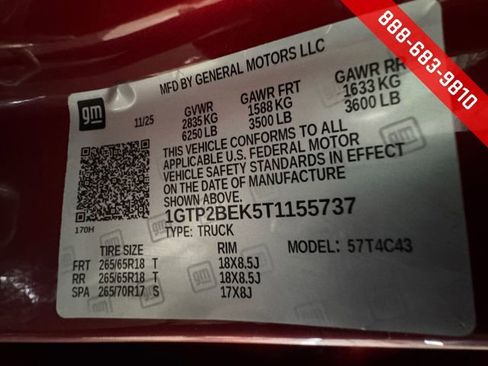 888-683-9810
MFD BY GENERAL MOTORS LLC
gm
11/25
GVWR GAWR FRT GAWR RR
2835 KG 1588 KG 1633 KG
6250 LB 3500 LB 3600 LB
THIS VEHICLE CONFORMS TO ALL
APPLICABLE U.S. FEDERAL MOTOR
VEHICLE SAFETY STANDARDS IN EFFECT
ON THE DATE OF MANUFACTURE
SHOWN ABOVE.
1GTP2BEK5T1155737
170H
TYPE: TRUCK
TIRE SIZE RIM MODEL: 57T4C43
FRT 265/65R18 T 18X8.5J
RR 265/65R18 T 18X8.5J
SPA 265/70R17 S 17X8J